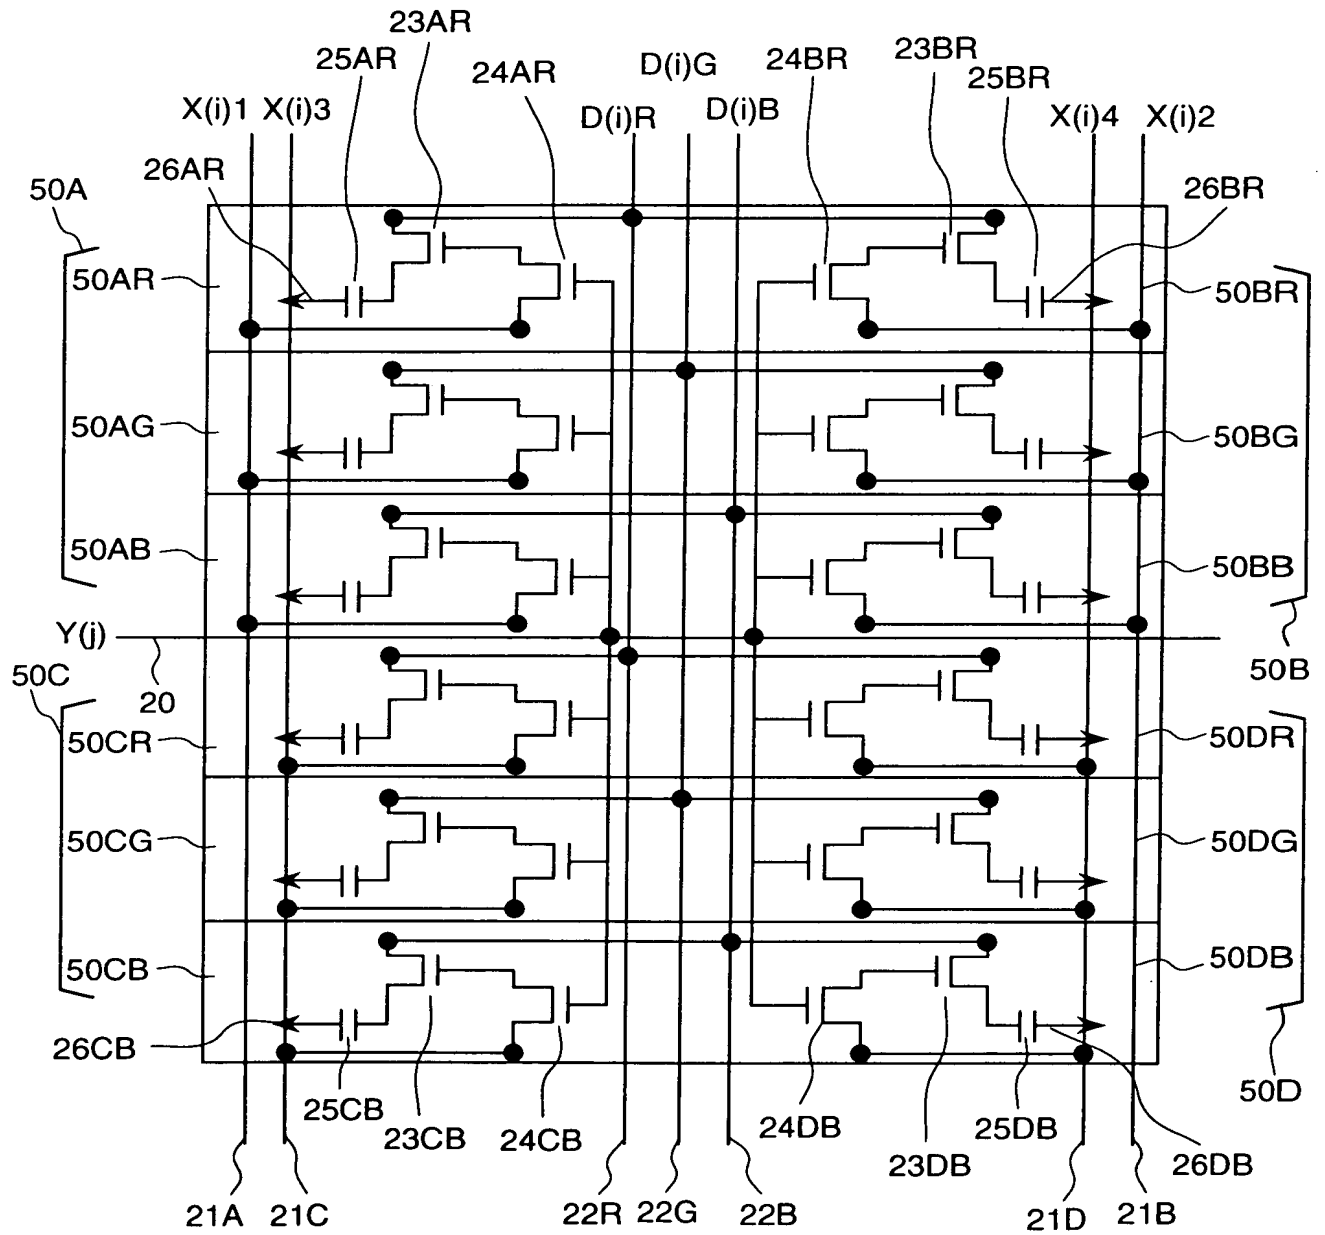 23AR
25AR
24AR
D(i)G
24BR
23BR
25BR
X(i)1 X(i)3
D(i)R
D(i)B
X(i)4 X(i)2
26AR
50A
26BR
50AR
50BR
50AG
50BG
50AB
50BB
Y(j)
50C
20
50B
50CR
50DR
50CG
50DG
50CB
50DB
26CB
50D
25CB
23CB
24CB
24DB
25DB
23DB
26DB
21A 21C 22R 22G 22B 21D 21B